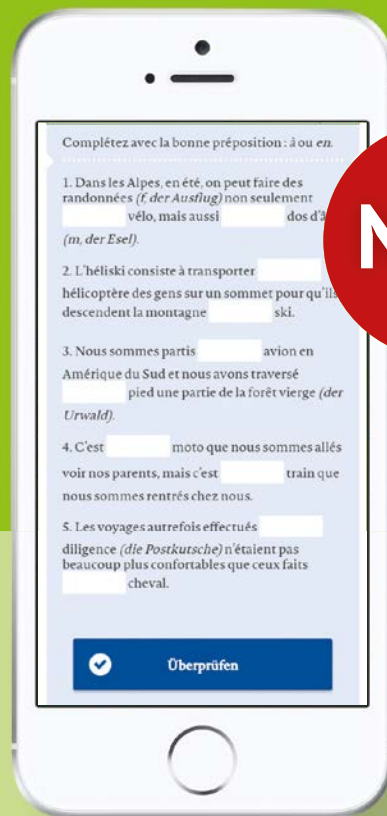 Complétez avec la bonne préposition : à ou en.
1. Dans les Alpes, en été, on peut faire des
randonnées (f, der Ausflug) non seulement
vélo, mais aussi dos d'â
(m, der Esel).
2. L'héliski consiste à transporter
hélicoptère des gens sur un sommet pour qu'ils
descendent la montagne ski.
3. Nous sommes partis avion en
Amérique du Sud et nous avons traversé
pied une partie de la forêt vierge (der
Urwald).
4. C'est moto que nous sommes allés
voir nos parents, mais c'est train que
nous sommes rentrés chez nous.
5. Les voyages autrefois effectués
diligence (die Postkutsche) n'étaient pas
beaucoup plus confortables que ceux faits
cheval.
Überprüfen